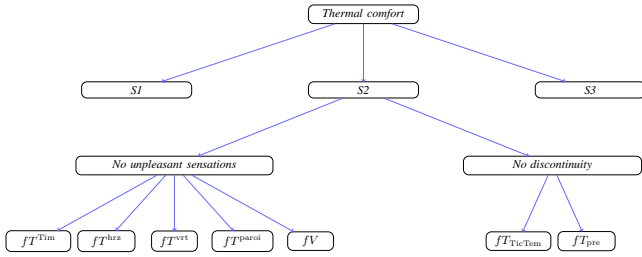 Thermal comfort
S1 S2 S3
No unpleasant sensations No discontinuity
fT^Tim fT^hrz fT^vrt fT^paroi fV fT_TicTem fT_pre